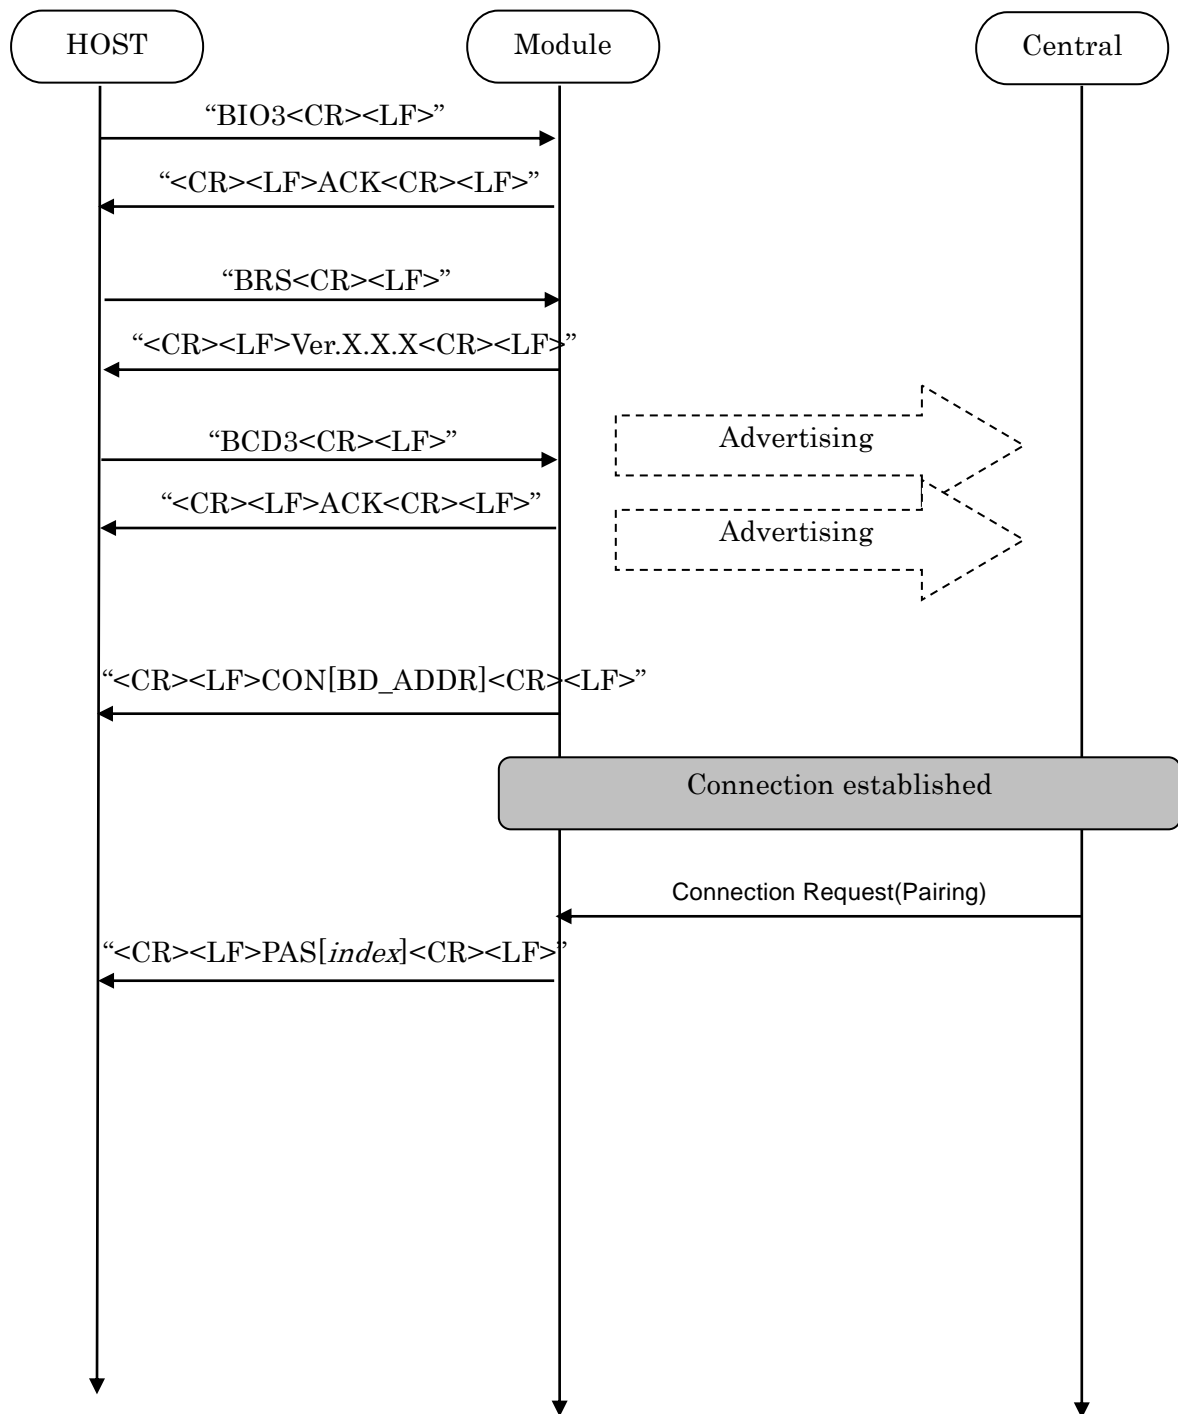 HOST
Module
Central
“BIO3<CR><LF>”
“<CR><LF>ACK<CR><LF>”
“BRS<CR><LF>”
“<CR><LF>Ver.X.X.X<CR><LF>”
“BCD3<CR><LF>”
Advertising
“<CR><LF>ACK<CR><LF>”
Advertising
“<CR><LF>CON[BD_ADDR]<CR><LF>”
Connection established
Connection Request(Pairing)
“<CR><LF>PAS[index]<CR><LF>”